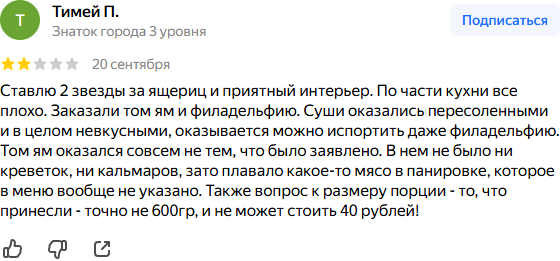 Т
Тимей П.
Знаток города 3 уровня
Подписаться
20 сентября
Ставлю 2 звезды за ящериц и приятный интерьер. По части кухни все
плохо. Заказали том ям и филадельфию. Суши оказались пересоленными
и в целом невкусными, оказывается можно испортить даже филадельфию.
Том ям оказался совсем не тем, что было заявлено. В нем не было ни
креветок, ни кальмаров, зато плавало какое-то мясо в панировке, которое
в меню вообще не указано. Также вопрос к размеру порции - то, что
принесли - точно не 600гр, и не может стоить 40 рублей!